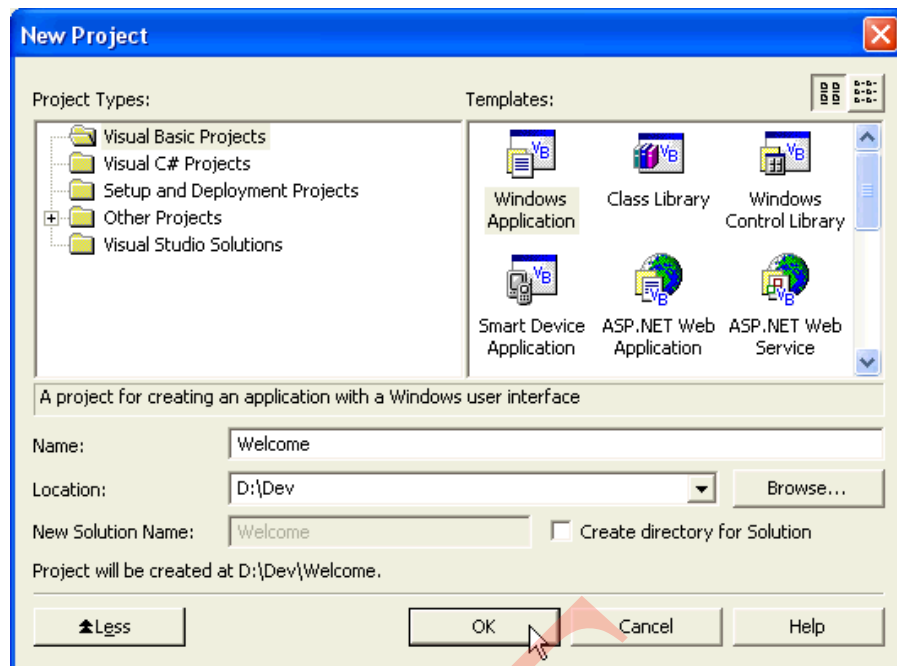 New Project
Project Types:
Templates:
Visual Basic Projects
Visual C# Projects
Setup and Deployment Projects
Other Projects
Visual Studio Solutions
Windows
Application
Class Library
Windows
Control Library
Smart Device
Application
ASP.NET Web
Application
ASP.NET Web
Service
A project for creating an application with a Windows user interface
Name:
Welcome
Location:
D:\Dev
Browse...
New Solution Name:
Welcome
Create directory for Solution
Project will be created at D:\Dev\Welcome.
Less
OK
Cancel
Help